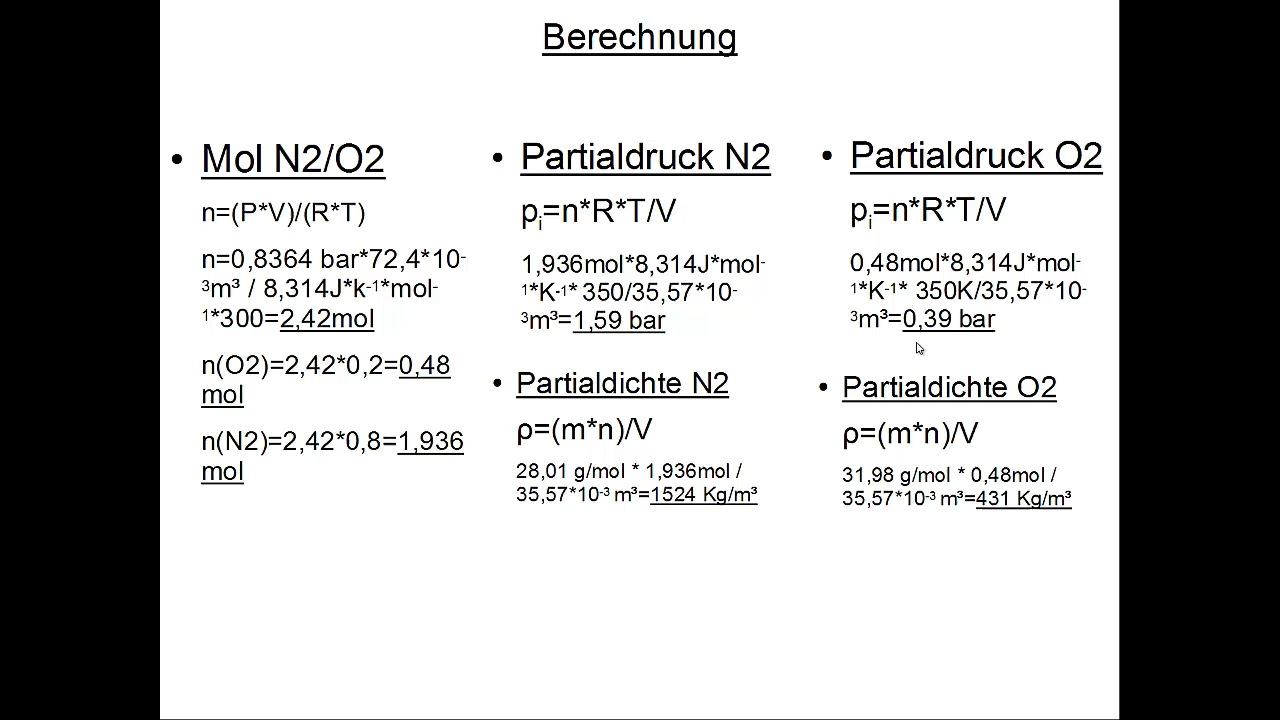 Berechnung
• Mol N2/O2
n=(P*V)/(R*T)
n=0,8364 bar*72,4*10-
³m³ / 8,314J*k⁻¹*mol-
¹*300=2,42mol
n(O2)=2,42*0,2=0,48
mol
n(N2)=2,42*0,8=1,936
mol
• Partialdruck N2
pᵢ=n*R*T/V
1,936mol*8,314J*mol-
¹*K⁻¹* 350/35,57*10-
³m³=1,59 bar
• Partialdichte N2
ρ=(m*n)/V
28,01 g/mol * 1,936mol /
35,57*10⁻³ m³=1524 Kg/m³
• Partialdruck O2
pᵢ=n*R*T/V
0,48mol*8,314J*mol-
¹*K⁻¹* 350K/35,57*10-
³m³=0,39 bar
• Partialdichte O2
ρ=(m*n)/V
31,98 g/mol * 0,48mol /
35,57*10⁻³ m³=431 Kg/m³